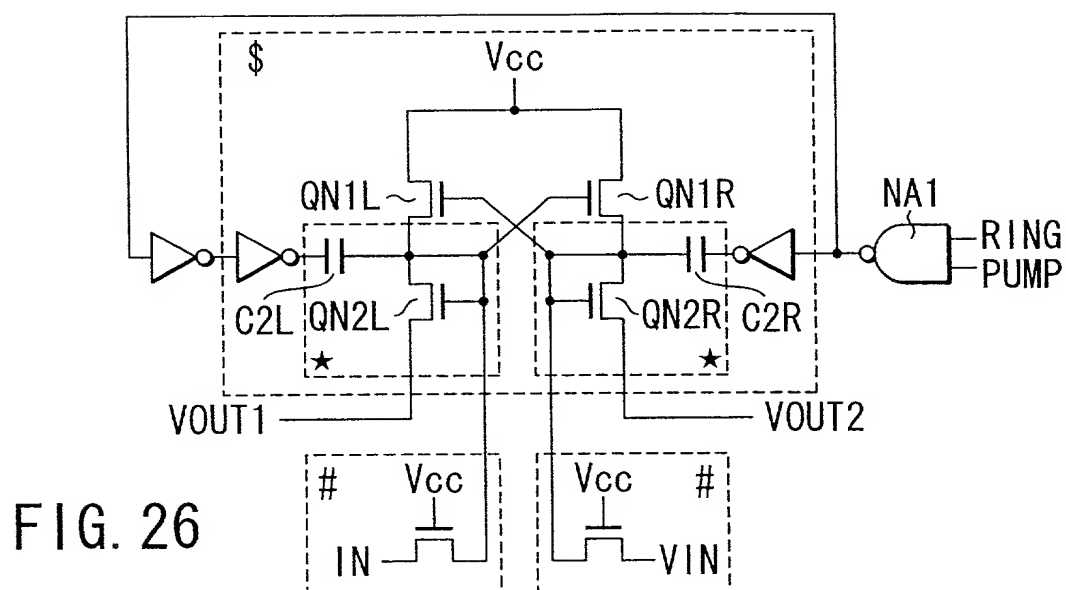 $
Vcc
QN1L
QN1R
NA1
RING
PUMP
C2L
QN2L
QN2R
C2R
★
★
VOUT1
VOUT2
#
Vcc
Vcc
#
IN
VIN
FIG. 26